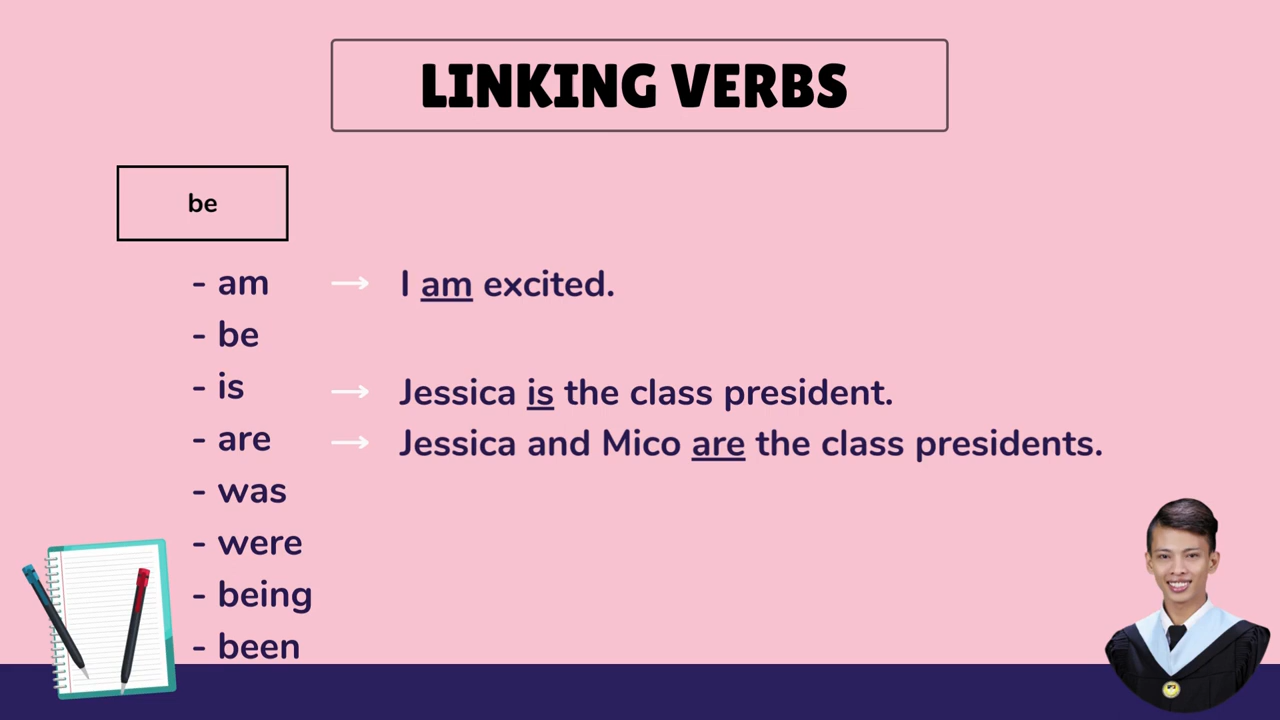 LINKING VERBS
be
- am → I am excited.
- be
- is → Jessica is the class president.
- are → Jessica and Mico are the class presidents.
- was
- were
- being
- been